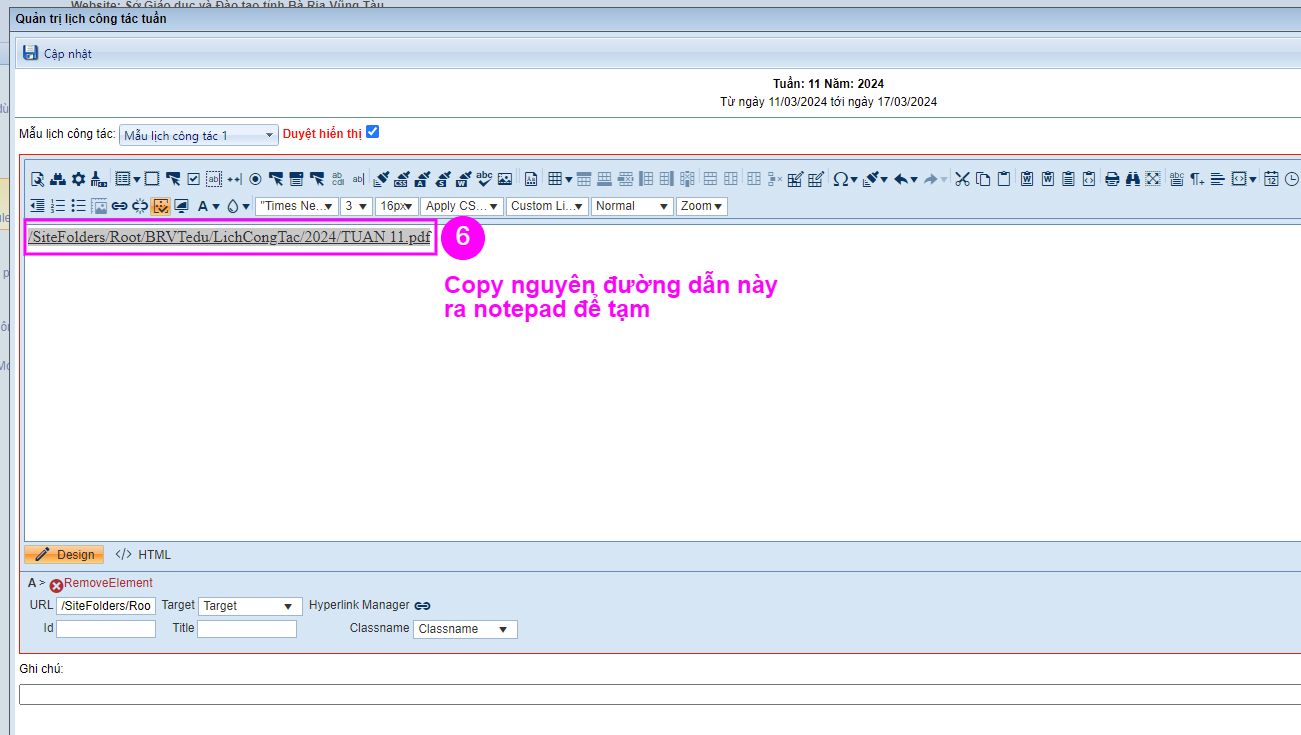 Website: Sở Giáo dục và Đào tạo tỉnh Bà Rịa Vũng Tàu
Quản trị lịch công tác tuần
Cập nhật
Tuần: 11 Năm: 2024
Từ ngày 11/03/2024 tới ngày 17/03/2024
Mẫu lịch công tác: Mẫu lịch công tác 1 Duyệt hiển thị
"Times Ne... 3 16px Apply CS... Custom Li... Normal Zoom
/SiteFolders/Root/BRVTedu/LichCongTac/2024/TUAN 11.pdf
6
Copy nguyên đường dẫn này
ra notepad để tạm
Design </> HTML
A > RemoveElement
URL /SiteFolders/Roo Target Target Hyperlink Manager
Id Title Classname Classname
Ghi chú: